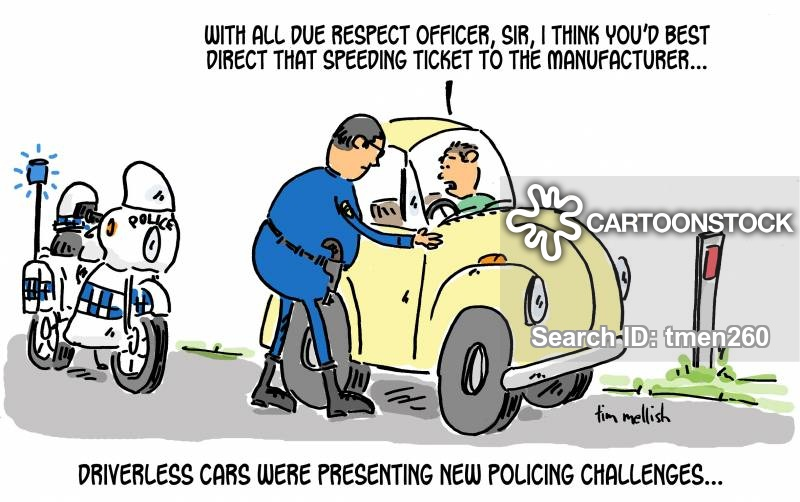 WITH ALL DUE RESPECT OFFICER, SIR, I THINK YOU'D BEST
DIRECT THAT SPEEDING TICKET TO THE MANUFACTURER...
POLICE
CARTOONSTOCK
Search ID: tmen260
tim mellish
DRIVERLESS CARS WERE PRESENTING NEW POLICING CHALLENGES...